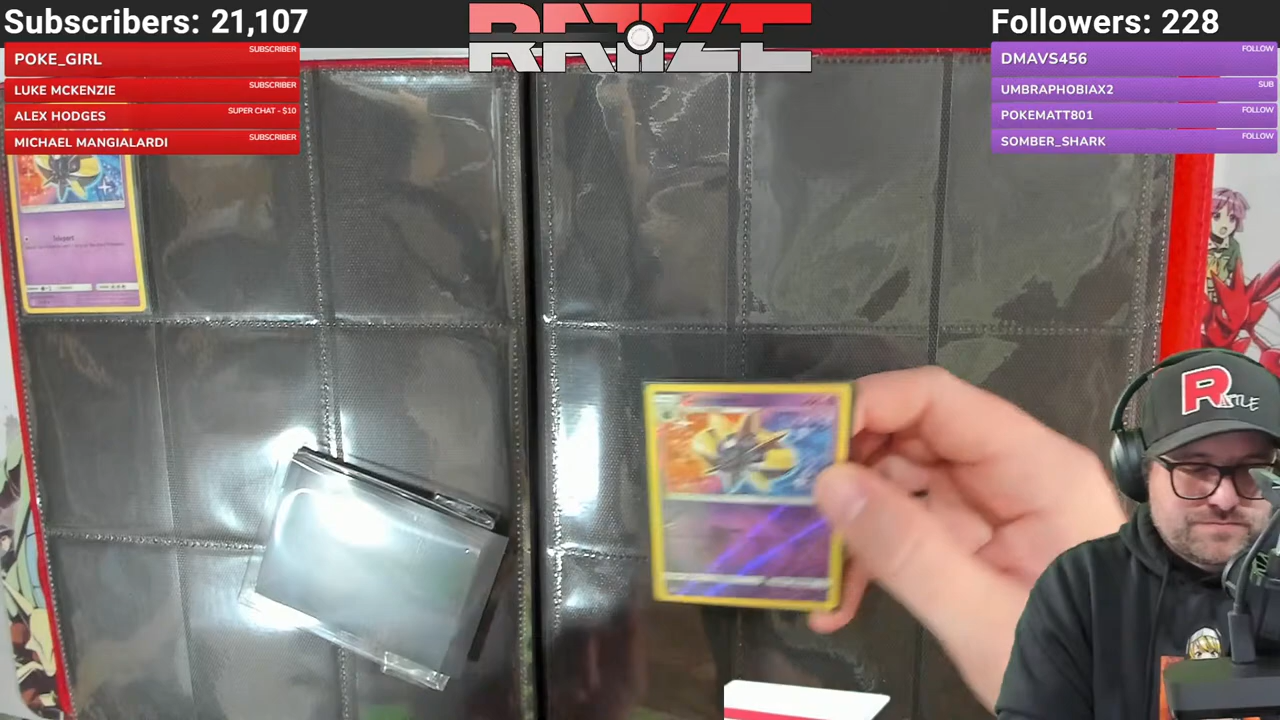 Subscribers: 21,107
POKE_GIRL
SUBSCRIBER
LUKE MCKENZIE
SUBSCRIBER
ALEX HODGES
SUPER CHAT - $10
MICHAEL MANGIALARDI
SUBSCRIBER
Followers: 228
DMAVS456
FOLLOW
UMBRAPHOBIAX2
SUB
POKEMATT801
FOLLOW
SOMBER_SHARK
FOLLOW